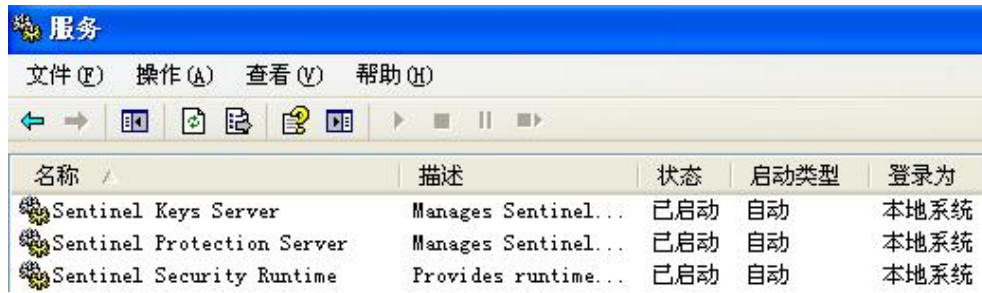 服务
文件(F) 操作(A) 查看(V) 帮助(H)
名称 描述 状态 启动类型 登录为
Sentinel Keys Server Manages Sentinel... 已启动 自动 本地系统
Sentinel Protection Server Manages Sentinel... 已启动 自动 本地系统
Sentinel Security Runtime Provides runtime... 已启动 自动 本地系统